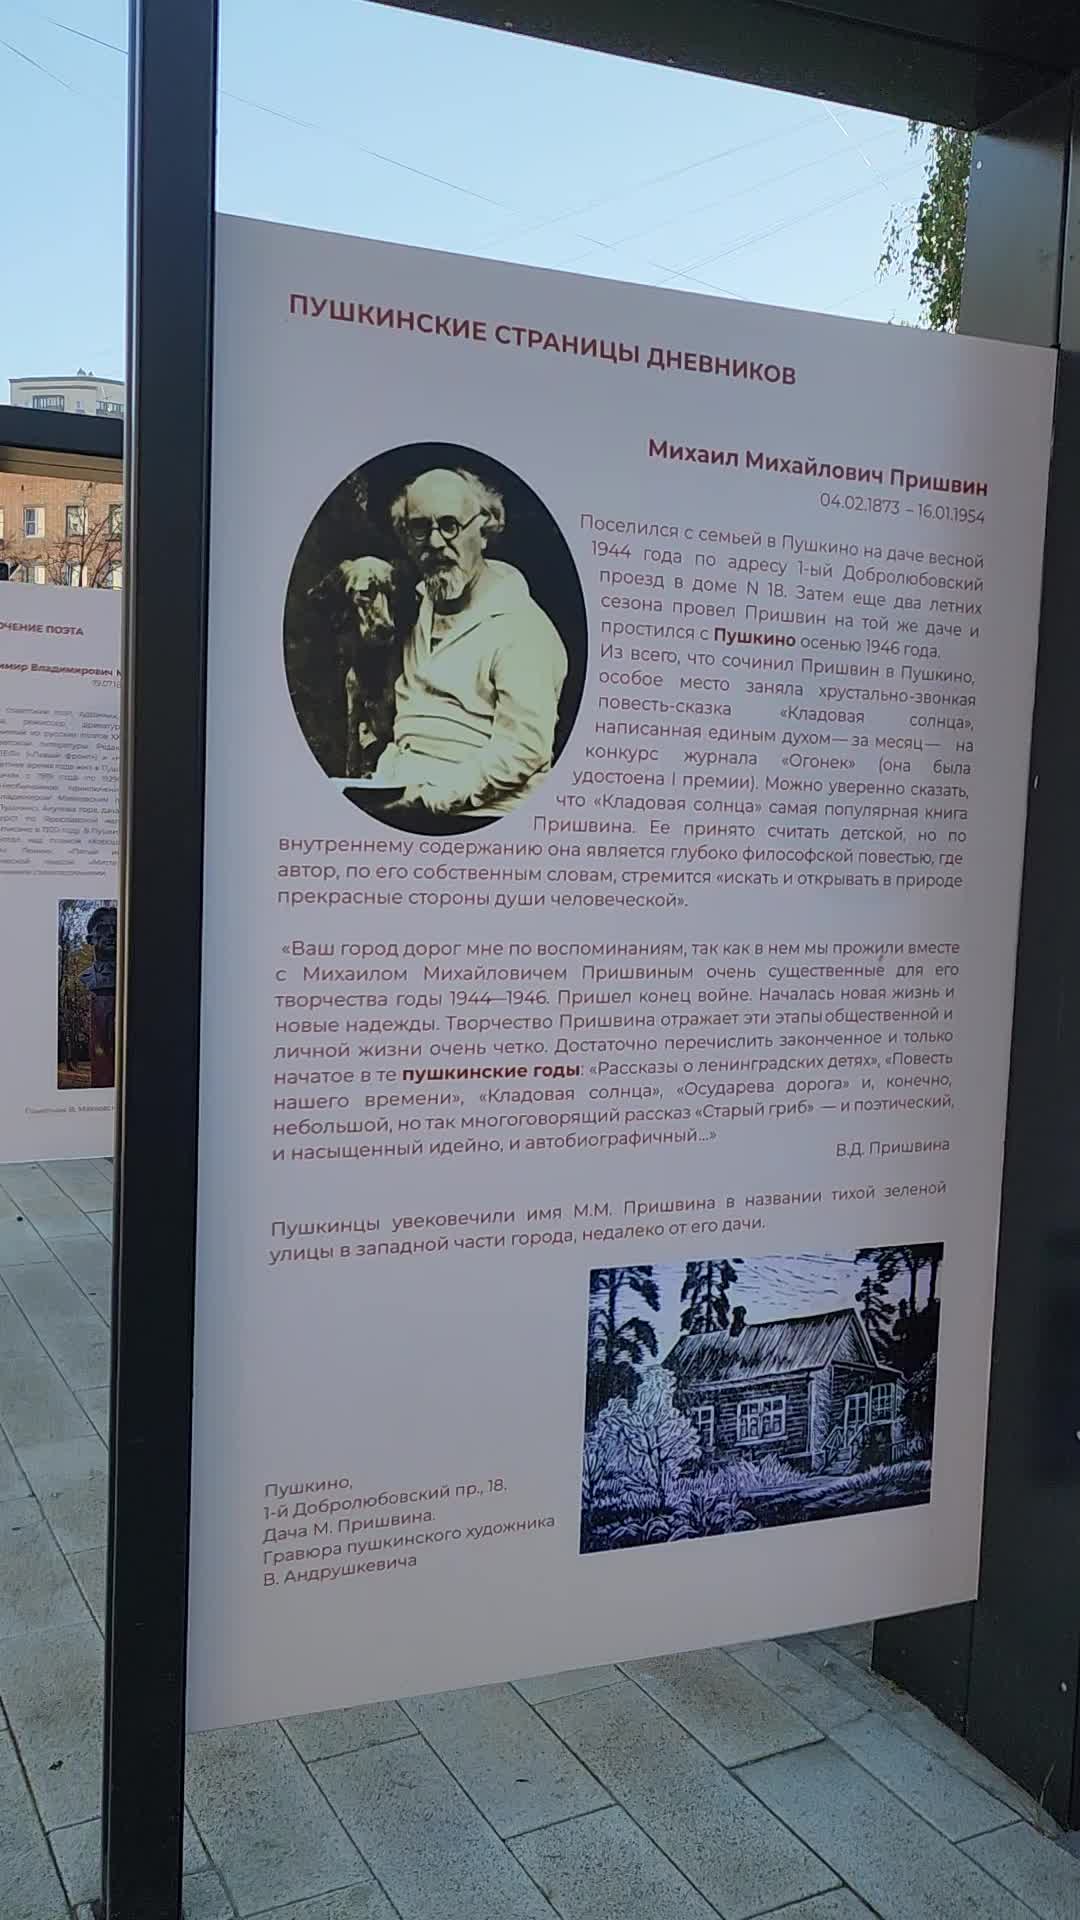 ПУШКИНСКИЕ СТРАНИЦЫ ДНЕВНИКОВ
Михаил Михайлович Пришвин
04.02.1873 – 16.01.1954
Поселился с семьей в Пушкино на даче весной
1944 года по адресу 1-ый Добролюбовский
проезд в доме N 18. Затем еще два летних
сезона провел Пришвин на той же даче и
простился с Пушкино осенью 1946 года.
Из всего, что сочинил Пришвин в Пушкино,
особое место заняла хрустально-звонкая
повесть-сказка «Кладовая солнца»,
написанная единым духом— за месяц— на
конкурс журнала «Огонек» (она была
удостоена I премии). Можно уверенно сказать,
что «Кладовая солнца» самая популярная книга
Пришвина. Ее принято считать детской, но по
внутреннему содержанию она является глубоко философской повестью, где
автор, по его собственным словам, стремится «искать и открывать в природе
прекрасные стороны души человеческой».
«Ваш город дорог мне по воспоминаниям, так как в нем мы прожили вместе
с Михаилом Михайловичем Пришвиным очень существенные для его
творчества годы 1944—1946. Пришел конец войне. Началась новая жизнь и
новые надежды. Творчество Пришвина отражает эти этапы общественной и
личной жизни очень четко. Достаточно перечислить законченное и только
начатое в те пушкинские годы: «Рассказы о ленинградских детях», «Повесть
нашего времени», «Кладовая солнца», «Осударева дорога» и, конечно,
небольшой, но так многоговорящий рассказ «Старый гриб» — и поэтический,
и насыщенный идейно, и автобиографичный...»
В.Д. Пришвина
Пушкинцы увековечили имя М.М. Пришвина в названии тихой зеленой
улицы в западной части города, недалеко от его дачи.
Пушкино,
1-й Добролюбовский пр., 18.
Дача М. Пришвина.
Гравюра пушкинского художника
В. Андрушкевича
ПОЭТА
Владимирович